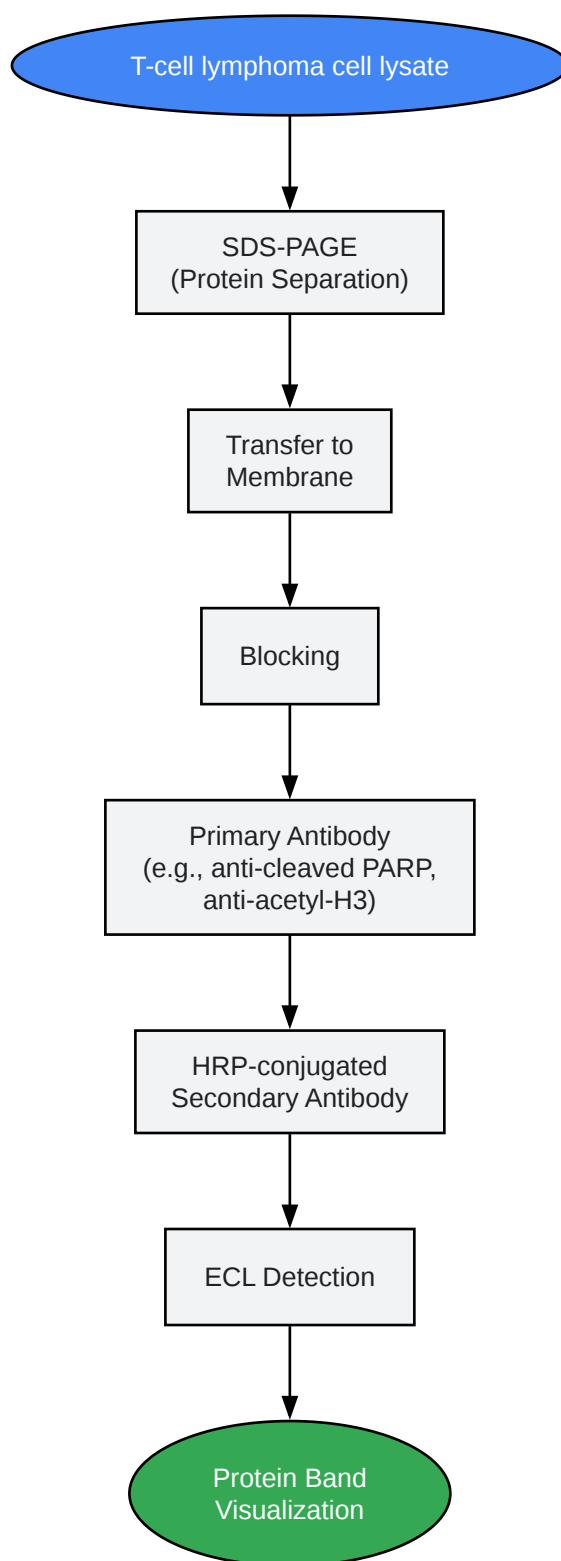 T-cell lymphoma cell lysate
SDS-PAGE
(Protein Separation)
Transfer to
Membrane
Blocking
Primary Antibody
(e.g., anti-cleaved PARP,
anti-acetyl-H3)
HRP-conjugated
Secondary Antibody
ECL Detection
Protein Band
Visualization